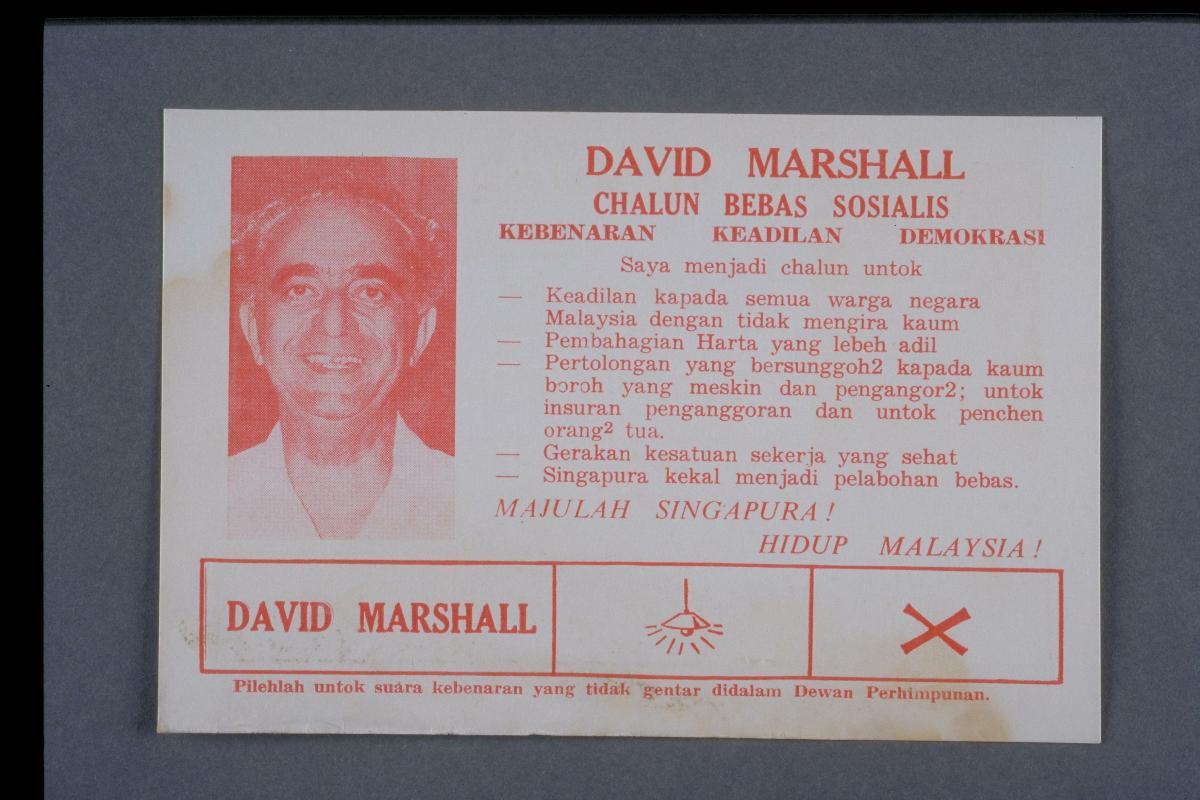 DAVID MARSHALL
CHALUN BEBAS SOSIALIS
KEBENARAN KEADILAN DEMOKRASI
Saya menjadi chalun untok
— Keadilan kapada semua warga negara
Malaysia dengan tidak mengira kaum
— Pembahagian Harta yang lebeh adil
— Pertolongan yang bersunggoh2 kapada kaum
boroh yang meskin dan pengangor2; untok
insuran penganggoran dan untok penchen
orang² tua.
— Gerakan kesatuan sekerja yang sehat
— Singapura kekal menjadi pelabohan bebas.
MAJULAH SINGAPURA!
HIDUP MALAYSIA!
DAVID MARSHALL
Pilehlah untok suara kebenaran yang tidak gentar didalam Dewan Perhimpunan.